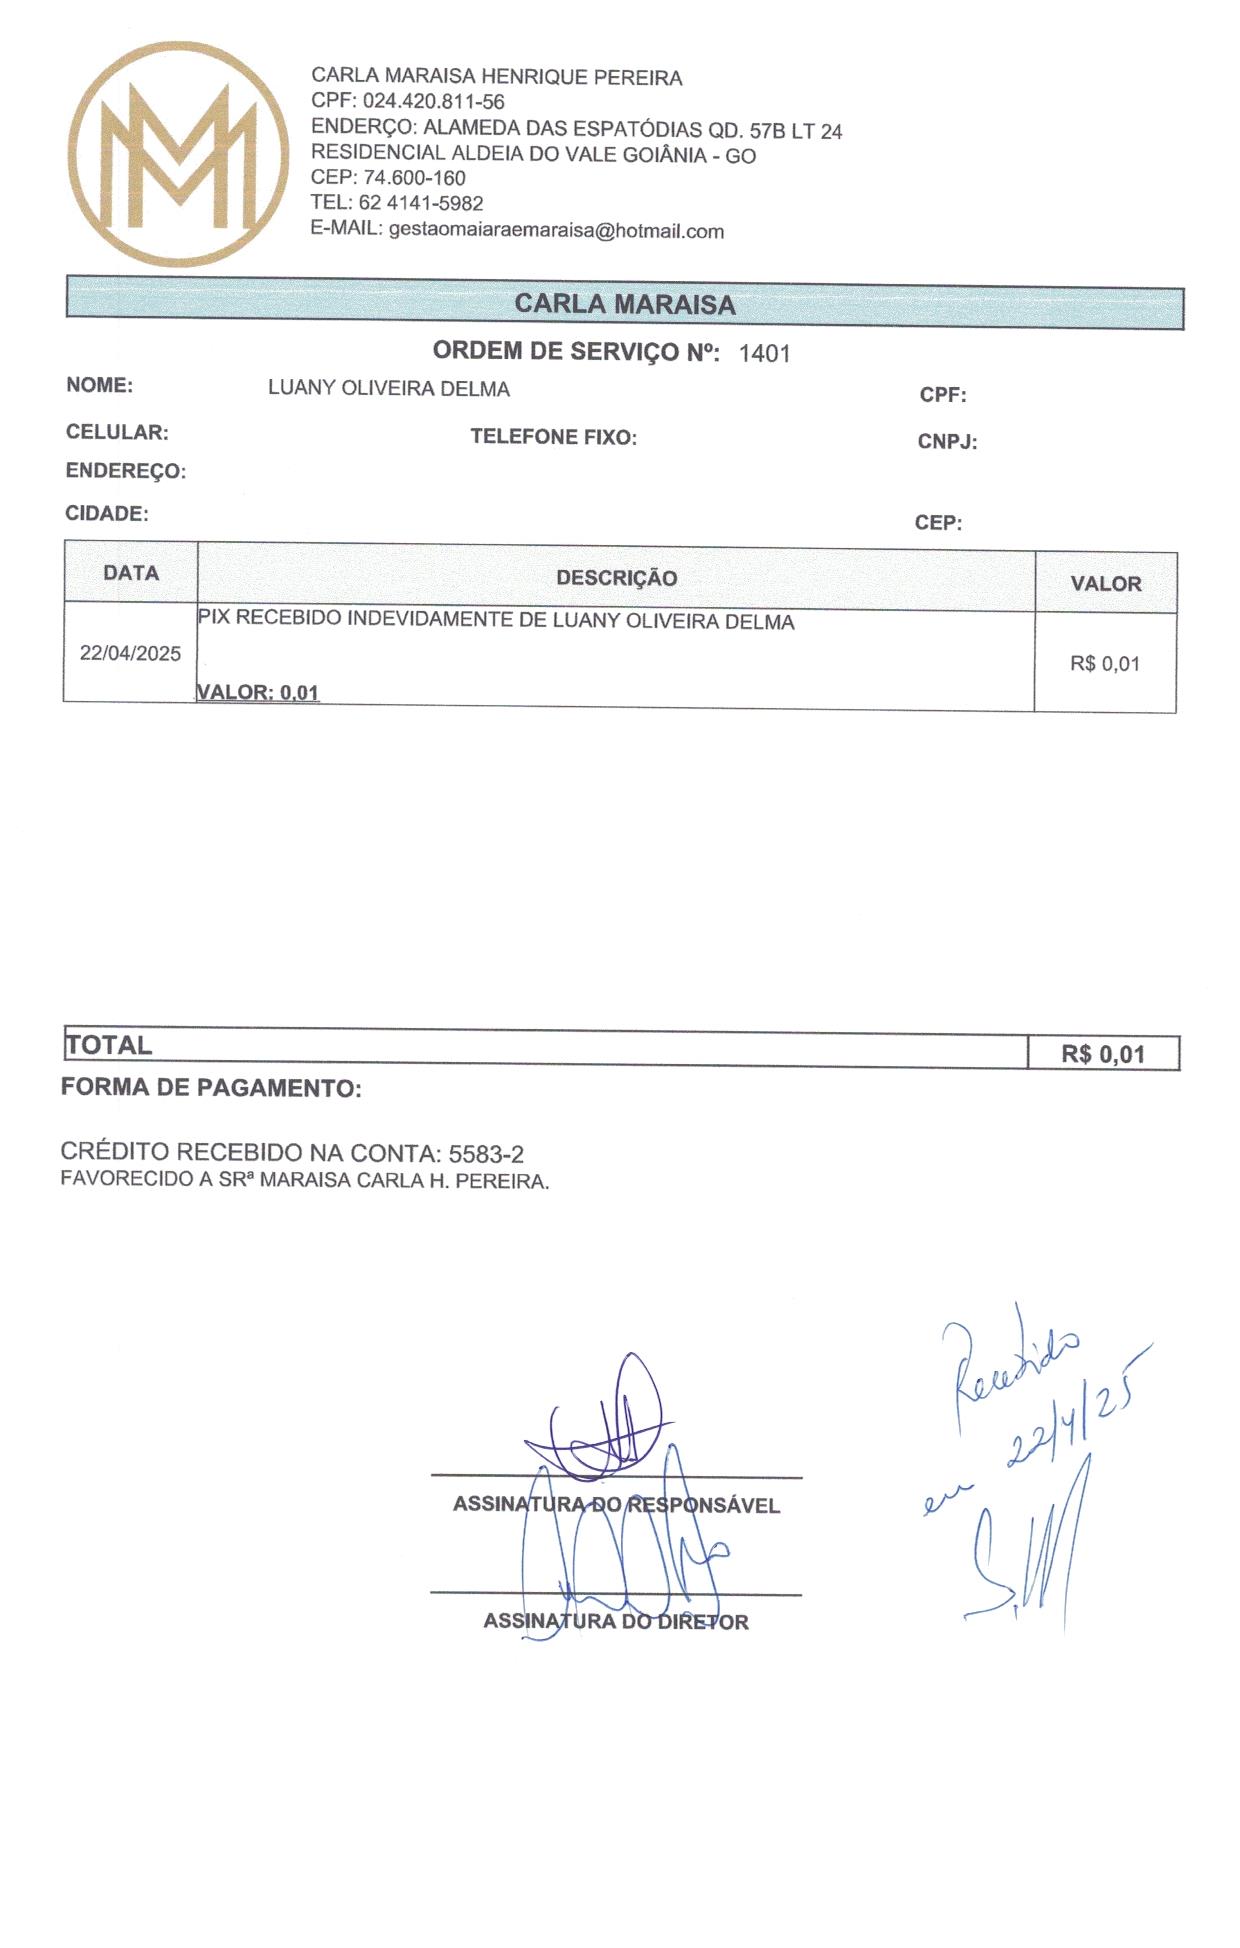 CARLA MARAISA HENRIQUE PEREIRA
CPF: 024.420.811-56
ENDERÇO: ALAMEDA DAS ESPATÓDIAS QD. 57B LT 24
RESIDENCIAL ALDEIA DO VALE GOIÂNIA - GO
CEP: 74.600-160
TEL: 62 4141-5982
E-MAIL: gestaomaiaraemaraisa@hotmail.com
CARLA MARAISA
ORDEM DE SERVIÇO Nº: 1401
NOME: LUANY OLIVEIRA DELMA CPF:
CELULAR: TELEFONE FIXO: CNPJ:
ENDEREÇO:
CIDADE: CEP:
DATA DESCRIÇÃO VALOR
PIX RECEBIDO INDEVIDAMENTE DE LUANY OLIVEIRA DELMA
22/04/2025 R$ 0,01
VALOR: 0,01
TOTAL R$ 0,01
FORMA DE PAGAMENTO:
CRÉDITO RECEBIDO NA CONTA: 5583-2
FAVORECIDO A SRª MARAISA CARLA H. PEREIRA.
Recebido
em 22/4/25
ASSINATURA DO RESPONSÁVEL
ASSINATURA DO DIRETOR